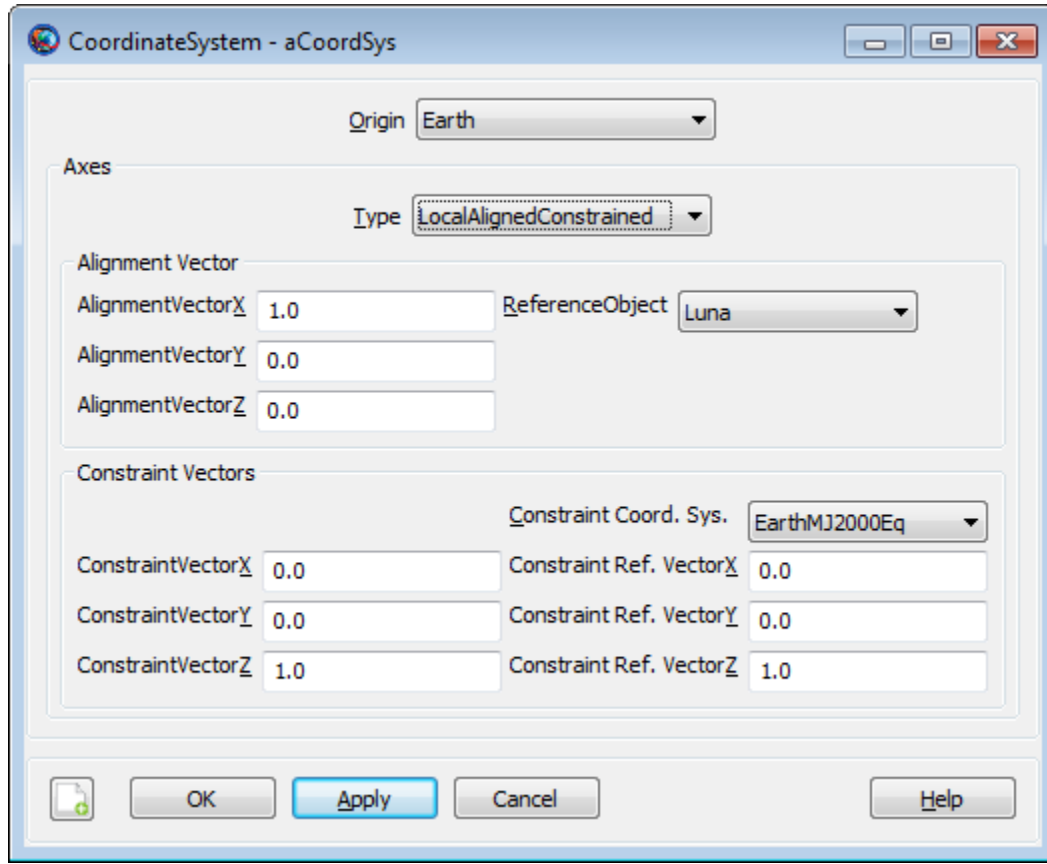 CoordinateSystem - aCoordSys
Origin Earth
Axes
Type LocalAlignedConstrained
Alignment Vector
AlignmentVectorX 1.0 ReferenceObject Luna
AlignmentVectorY 0.0
AlignmentVectorZ 0.0
Constraint Vectors
Constraint Coord. Sys. EarthMJ2000Eq
ConstraintVectorX 0.0 Constraint Ref. VectorX 0.0
ConstraintVectorY 0.0 Constraint Ref. VectorY 0.0
ConstraintVectorZ 1.0 Constraint Ref. VectorZ 1.0
OK Apply Cancel Help